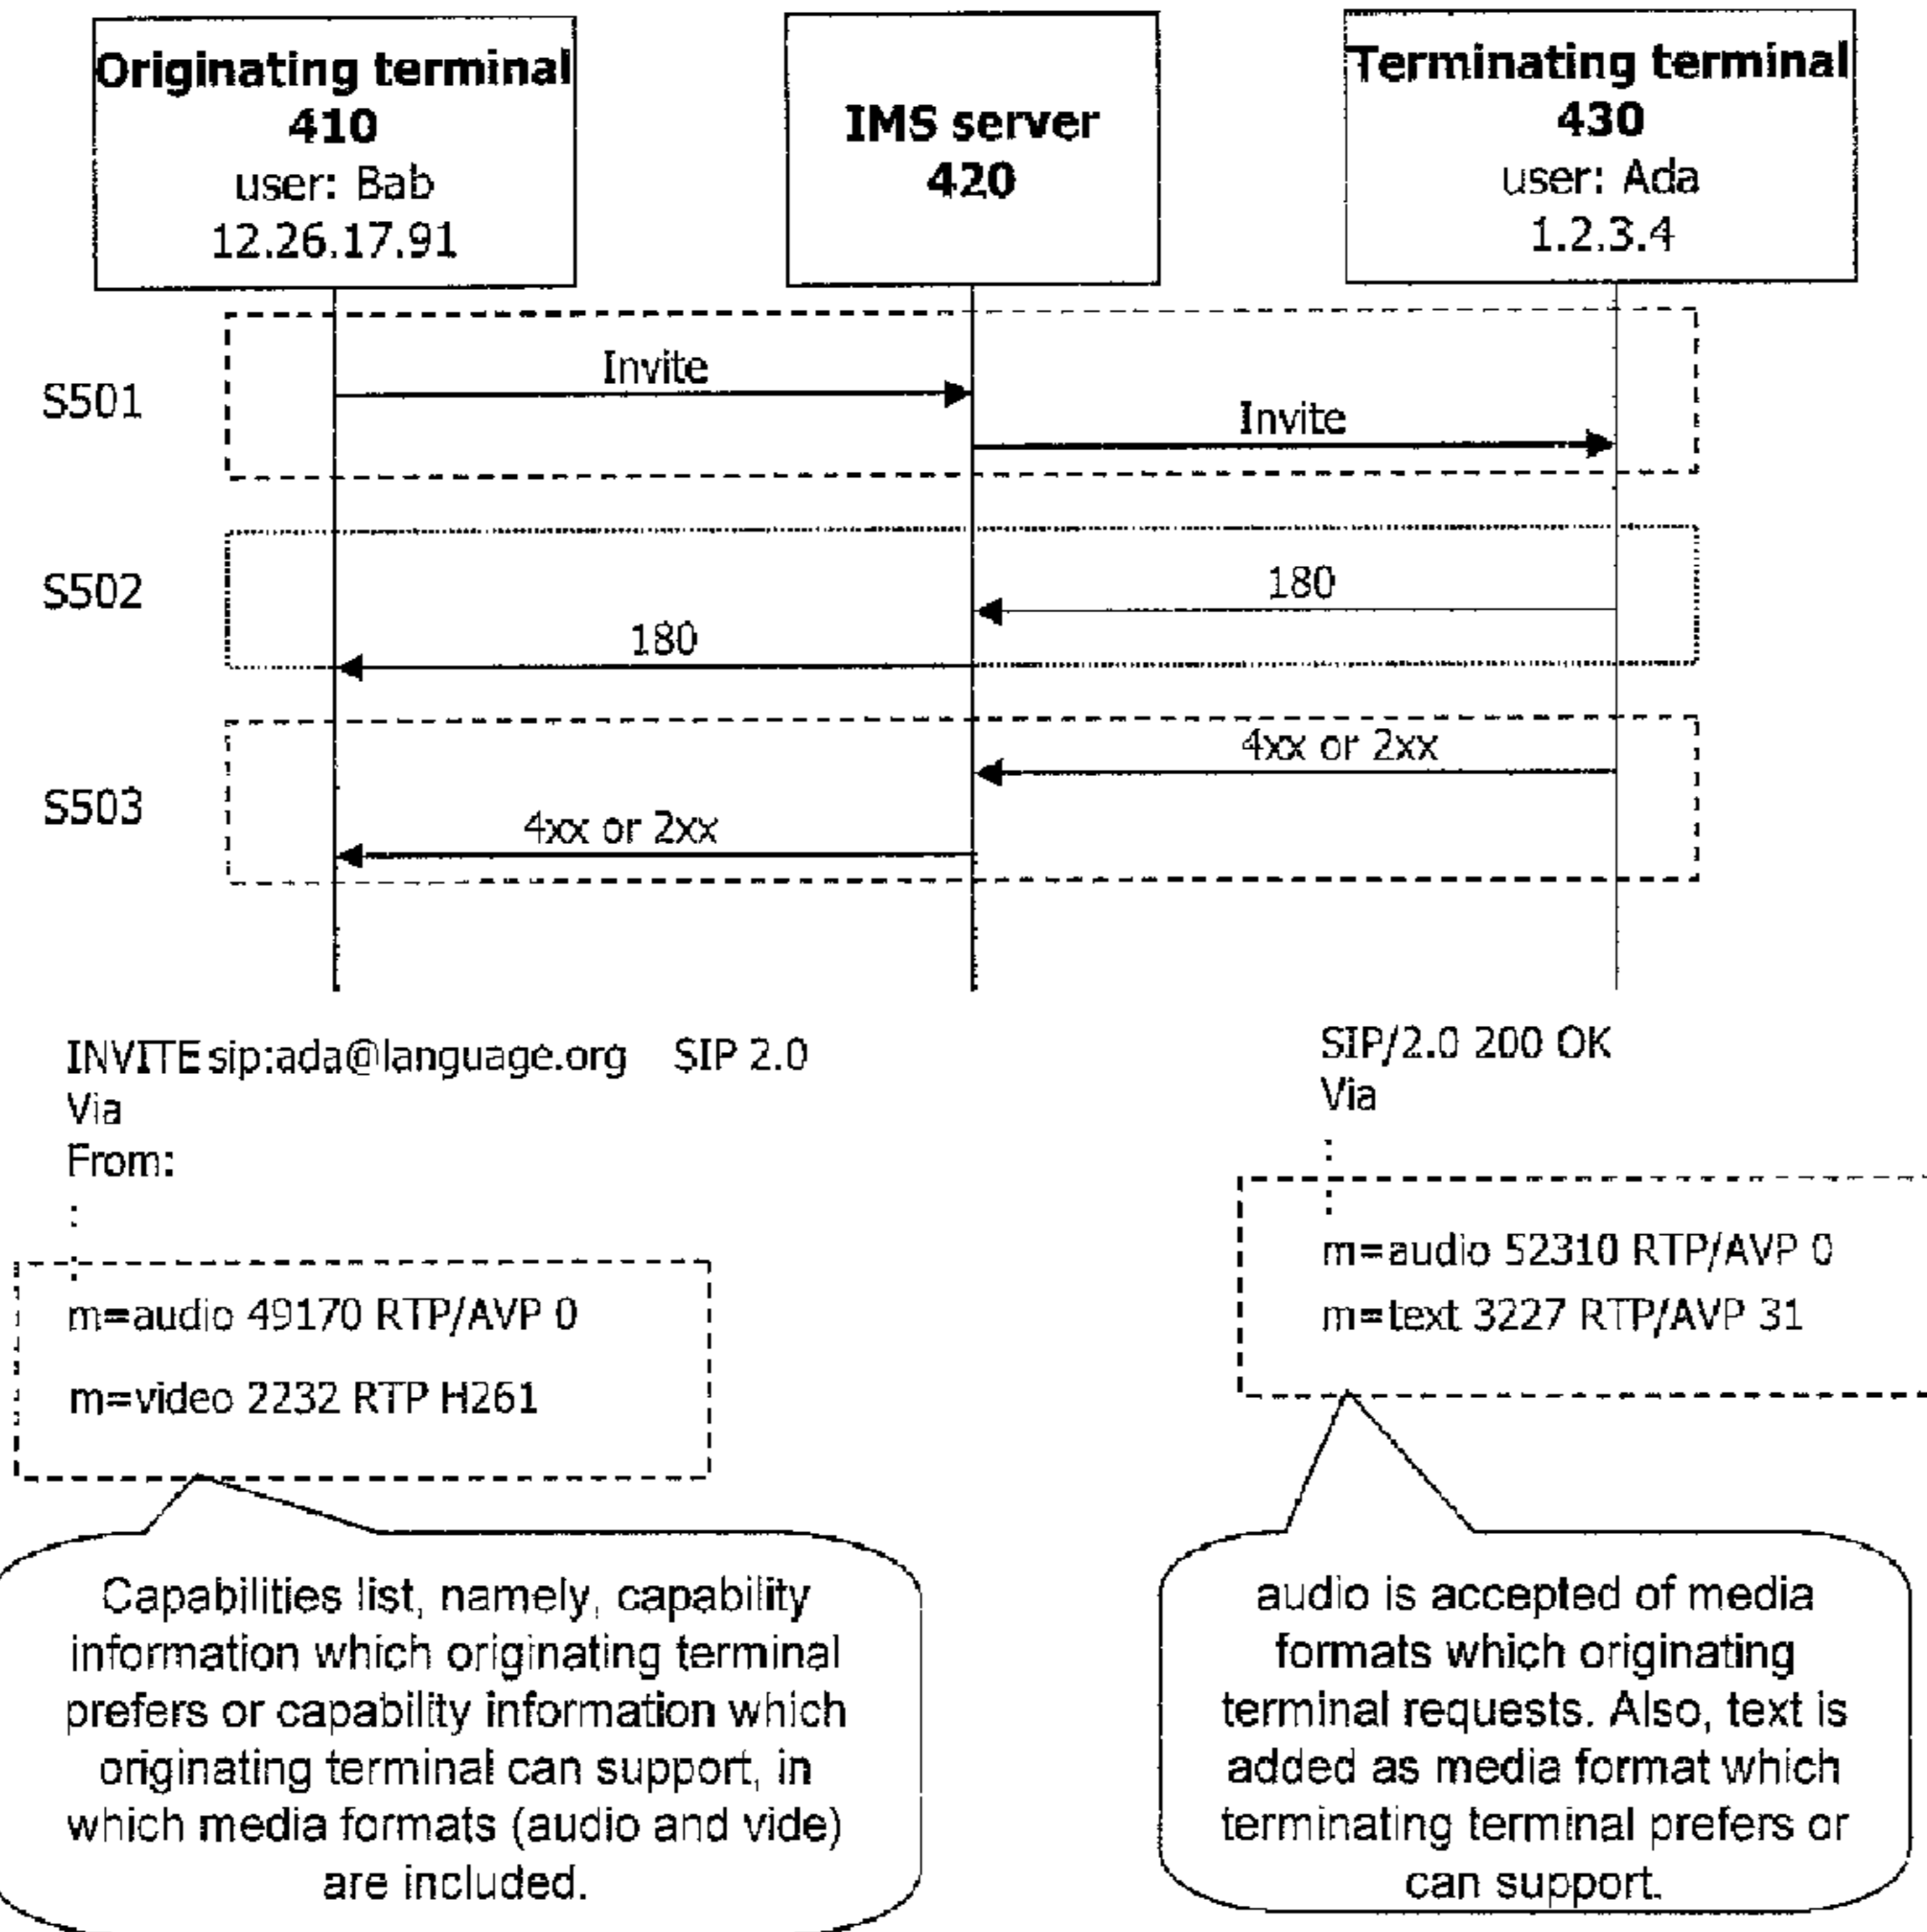 Originating terminal
410
user: Bab
12.26.17.91
IMS server
420
Terminating terminal
430
user: Ada
1.2.3.4
S501
Invite
Invite
S502
180
180
S503
4xx or 2xx
4xx or 2xx
INVITE sip:ada@language.org SIP 2.0
Via
From:
:
:
m=audio 49170 RTP/AVP 0
m=video 2232 RTP H261
Capabilities list, namely, capability
information which originating terminal
prefers or capability information which
originating terminal can support, in
which media formats (audio and vide)
are included.
SIP/2.0 200 OK
Via
:
:
m=audio 52310 RTP/AVP 0
m=text 3227 RTP/AVP 31
audio is accepted of media
formats which originating
terminal requests. Also, text is
added as media format which
terminating terminal prefers or
can support.